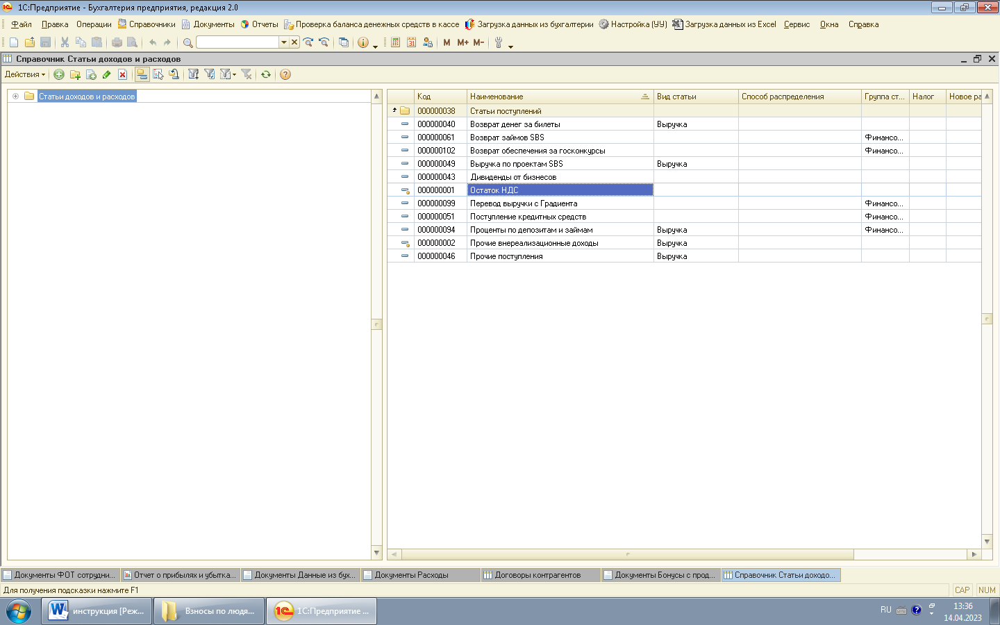 1С:Предприятие - Бухгалтерия предприятия, редакция 2.0
Файл Правка Операции Справочники Документы Отчеты Проверка баланса денежных средств в кассе Загрузка данных из бухгалтерии Настройка (УУ) Загрузка данных из Excel Сервис Окна Справка
M M+ M-
Справочник Статьи доходов и расходов
Действия
Статьи доходов и расходов
Код Наименование Вид статьи Способ распределения Группа ст... Налог Новое ра
000000038 Статьи поступлений
000000040 Возврат денег за билеты Выручка
000000061 Возврат займов SBS Финансо...
000000102 Возврат обеспечения за госконкурсы Финансо...
000000049 Выручка по проектам SBS Выручка
000000043 Дивиденды от бизнесов
000000001 Остаток НДС
000000099 Перевод выручки с Градиента Финансо...
000000051 Поступление кредитных средств Финансо...
000000094 Проценты по депозитам и займам Выручка Финансо...
000000002 Прочие внереализационные доходы Выручка
000000046 Прочие поступления Выручка
Документы ФОТ сотрудни... Отчет о прибылях и убытка... Документы Данные из бух... Документы Расходы Договоры контрагентов Документы Бонусы с прод... Справочник Статьи доходо...
Для получения подсказки нажмите F1 CAP NUM
инструкция [Реж... Взносы по людя... 1С:Предприятие ... RU 13:36
14.04.2023